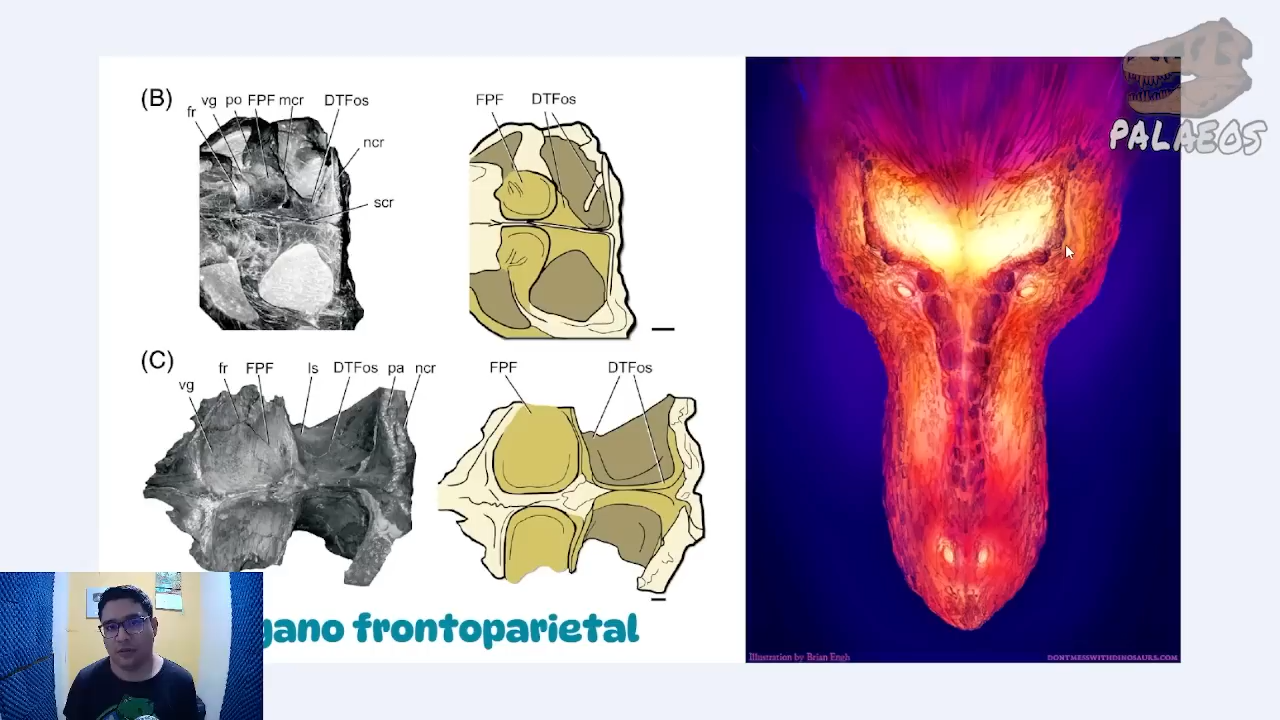 PALAEOS
(B)
fr vg po FPF mcr DTFos
ncr
scr
FPF DTFos
(C)
vg fr FPF ls DTFos pa ncr
FPF DTFos
gano frontoparietal
Illustration by Brian Engh
DONTMESSWITHDINOSAURS.COM